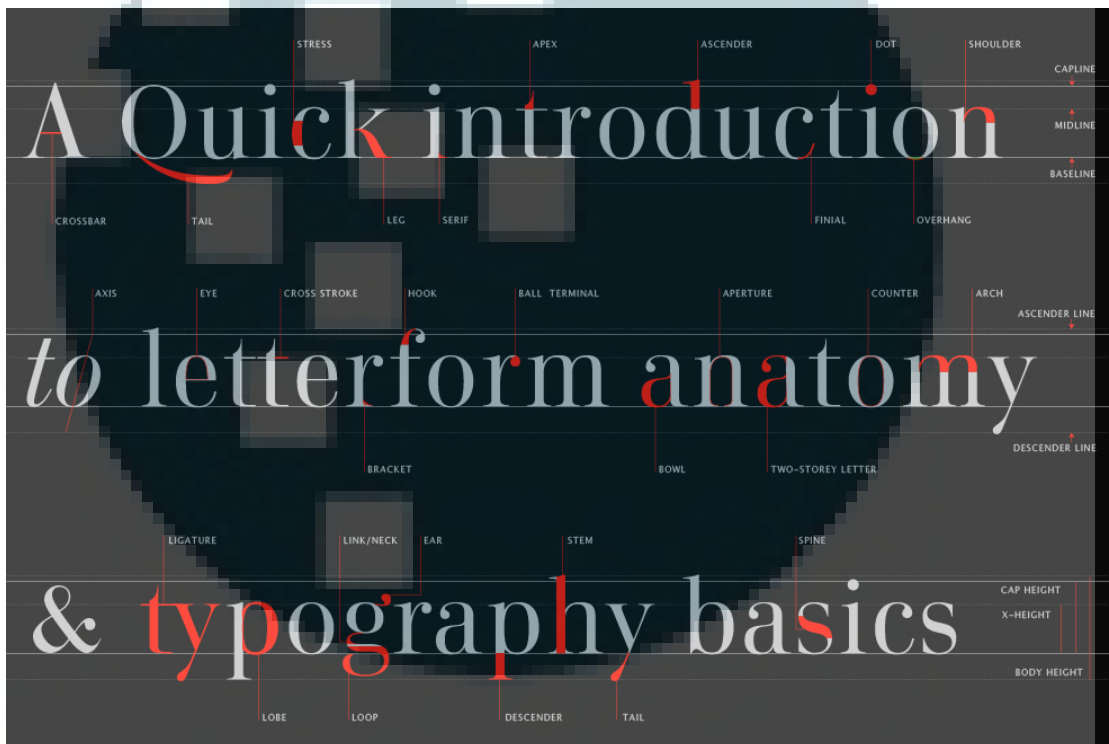 STRESS APEX ASCENDER DOT SHOULDER
CAPLINE
A Quick introduction
MIDLINE
BASELINE
CROSSBAR TAIL LEG SERIF FINIAL OVERHANG
AXIS EYE CROSS STROKE HOOK BALL TERMINAL APERTURE COUNTER ARCH
ASCENDER LINE
to letterform anatomy
DESCENDER LINE
BRACKET BOWL TWO-STOREY LETTER
LIGATURE LINK/NECK EAR STEM SPINE
CAP HEIGHT
& typography basics
X-HEIGHT
BODY HEIGHT
LOBE LOOP DESCENDER TAIL